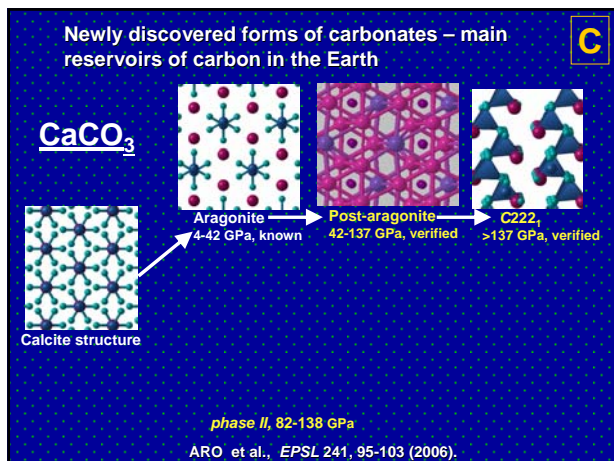 Newly discovered forms of carbonates – main
reservoirs of carbon in the Earth
C
CaCO3
Aragonite
4-42 GPa, known
Post-aragonite
42-137 GPa, verified
C2221
>137 GPa, verified
Calcite structure
phase II, 82-138 GPa
ARO et al., EPSL 241, 95-103 (2006).